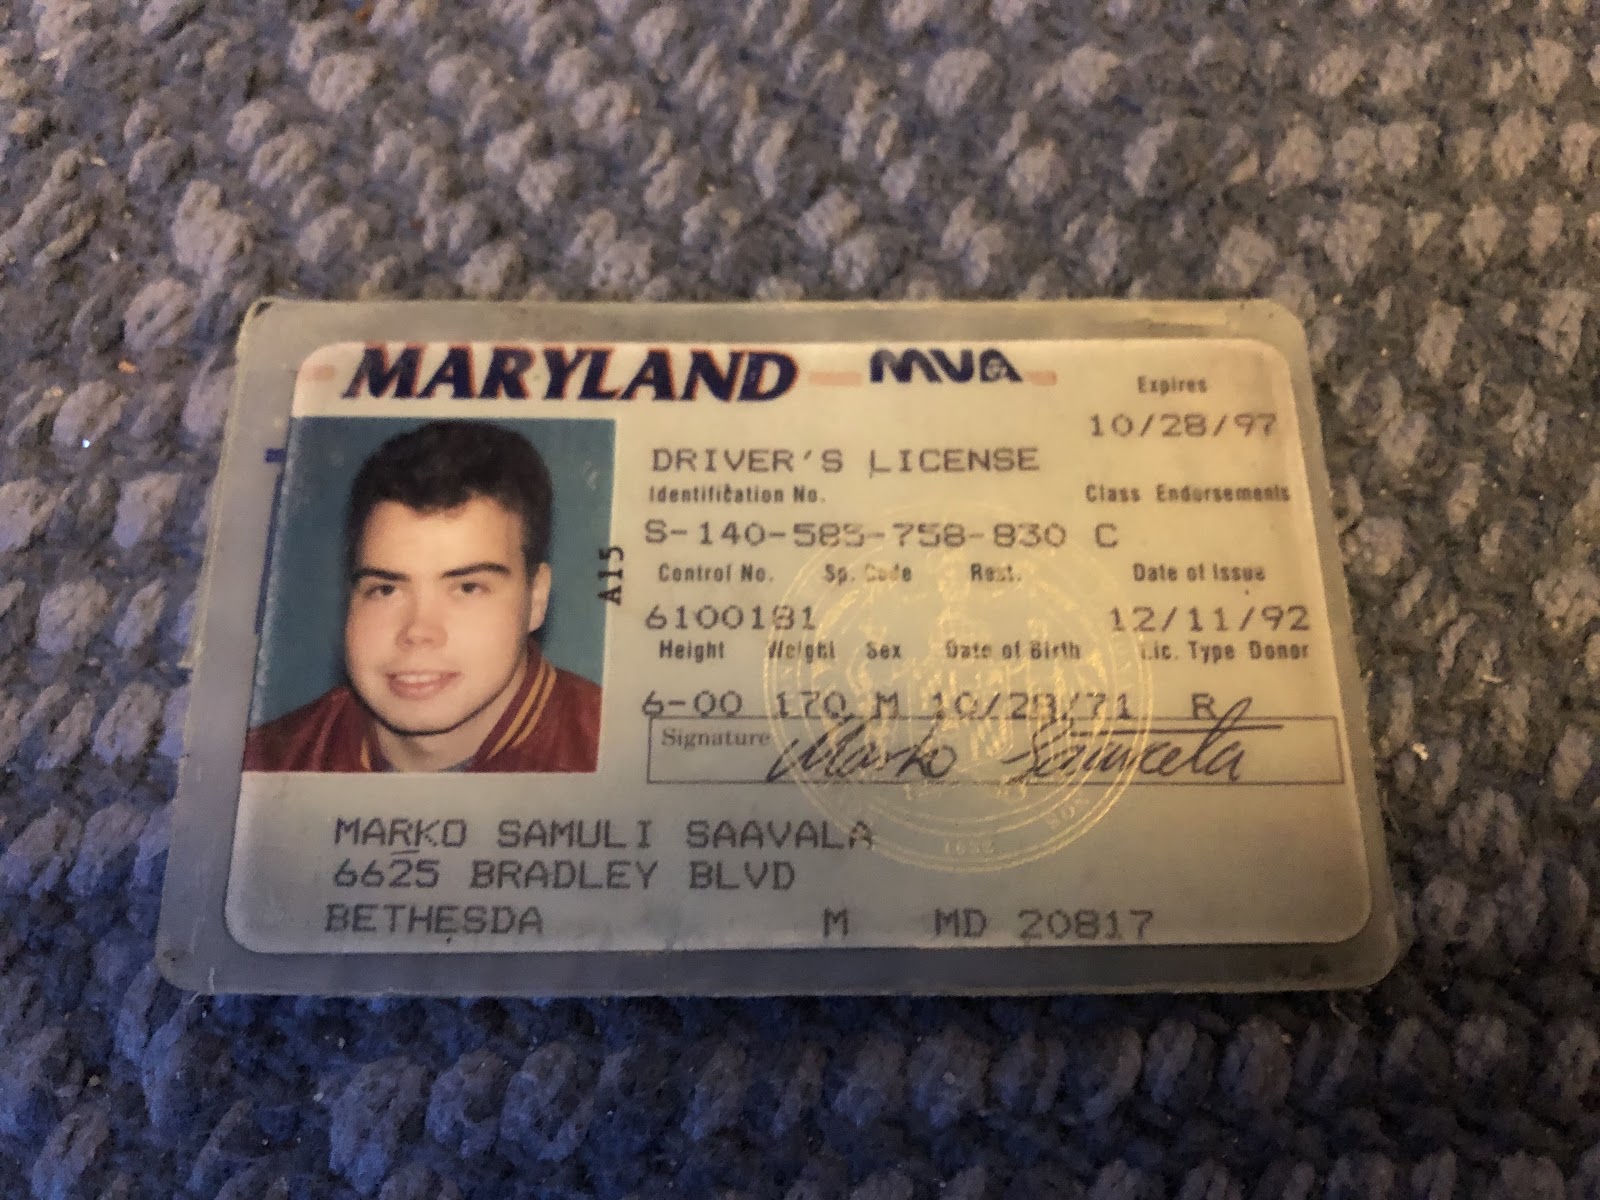 MARYLAND MVA
Expires
10/28/97
DRIVER'S LICENSE
Identification No. Class Endorsements
S-140-585-758-830 C
A15
Control No. Sp. Code Rest. Date of Issue
6100181 12/11/92
Height Weight Sex Date of Birth Lic. Type Donor
6-00 170 M 10/28/71 R
Signature Marko Saavala
MARKO SAMULI SAAVALA
6625 BRADLEY BLVD
BETHESDA M MD 20817